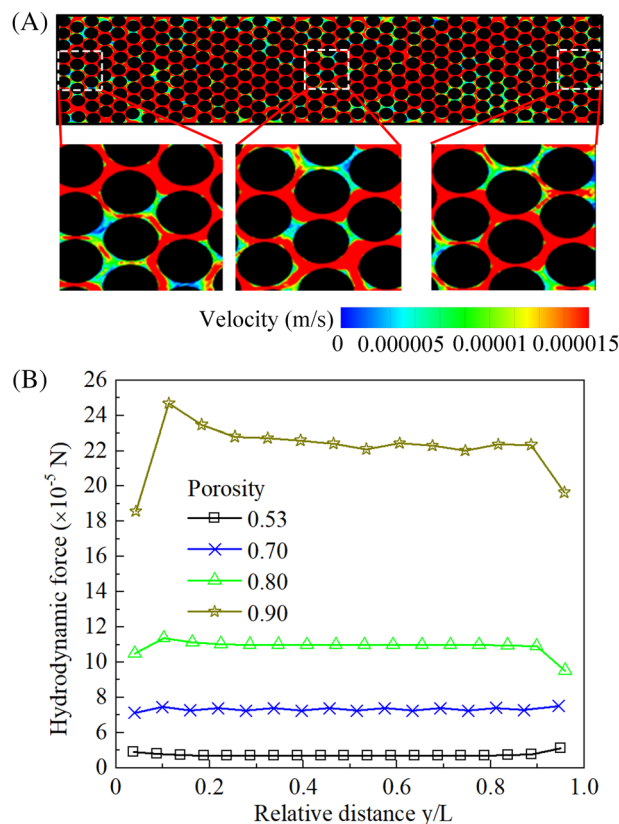 (A)
Velocity (m/s)
0 0.000005 0.00001 0.000015
(B)
26
24
22
20
18
16
14
12
10
8
6
0
Hydrodynamic force (×10⁻⁵ N)
Porosity
0.53
0.70
0.80
0.90
0.0 0.2 0.4 0.6 0.8 1.0
Relative distance y/L